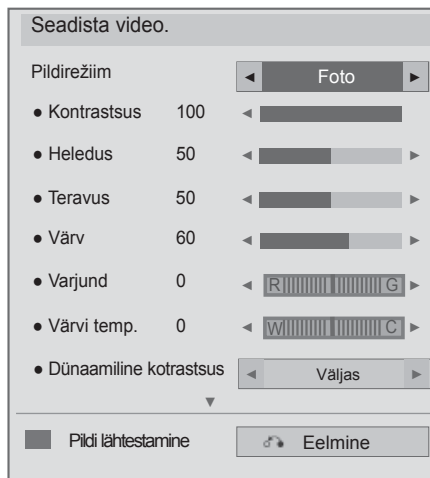 Seadista video.
Pildirežiim ◄ Foto ►
● Kontrastsus 100 ◄
● Heledus 50 ◄ ►
● Teravus 50 ◄ ►
● Värv 60 ◄ ►
● Varjund 0 ◄ R G ►
● Värvi temp. 0 ◄ W C ►
● Dünaamiline kotrastsus ◄ Väljas ►
▼
Pildi lähtestamine Eelmine